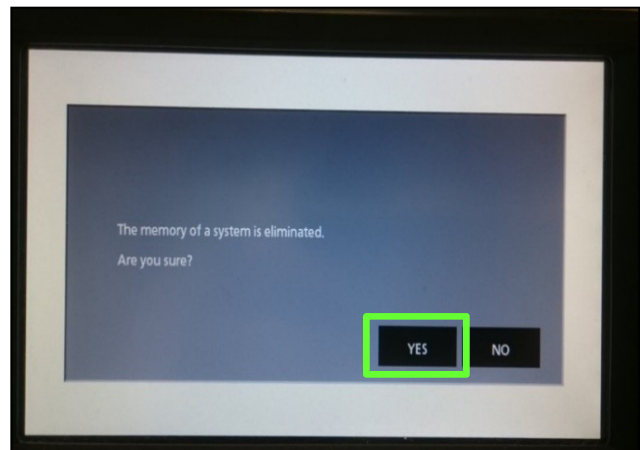 The memory of a system is eliminated.
Are you sure?
YES NO